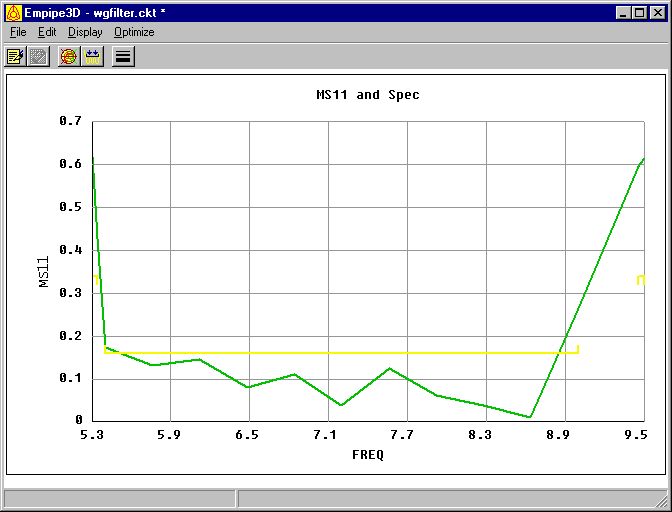 Empipe3D - wgfilter.ckt *
File Edit Display Optimize
MS11 and Spec
0.7
0.6
0.5
0.4
0.3
0.2
0.1
0
MS11
5.3 5.9 6.5 7.1 7.7 8.3 8.9 9.5
FREQ